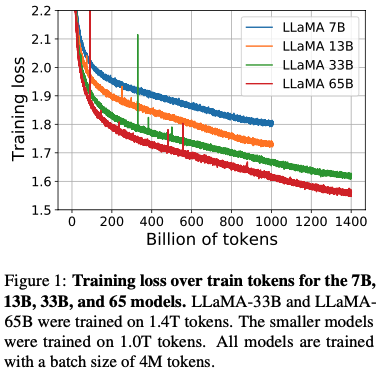 2.2
2.1
2.0
1.9
1.8
1.7
1.6
1.5
Training loss
LLaMA 7B
LLaMA 13B
LLaMA 33B
LLaMA 65B
0 200 400 600 800 1000 1200 1400
Billion of tokens
Figure 1: Training loss over train tokens for the 7B,
13B, 33B, and 65 models. LLaMA-33B and LLaMA-
65B were trained on 1.4T tokens. The smaller models
were trained on 1.0T tokens. All models are trained
with a batch size of 4M tokens.